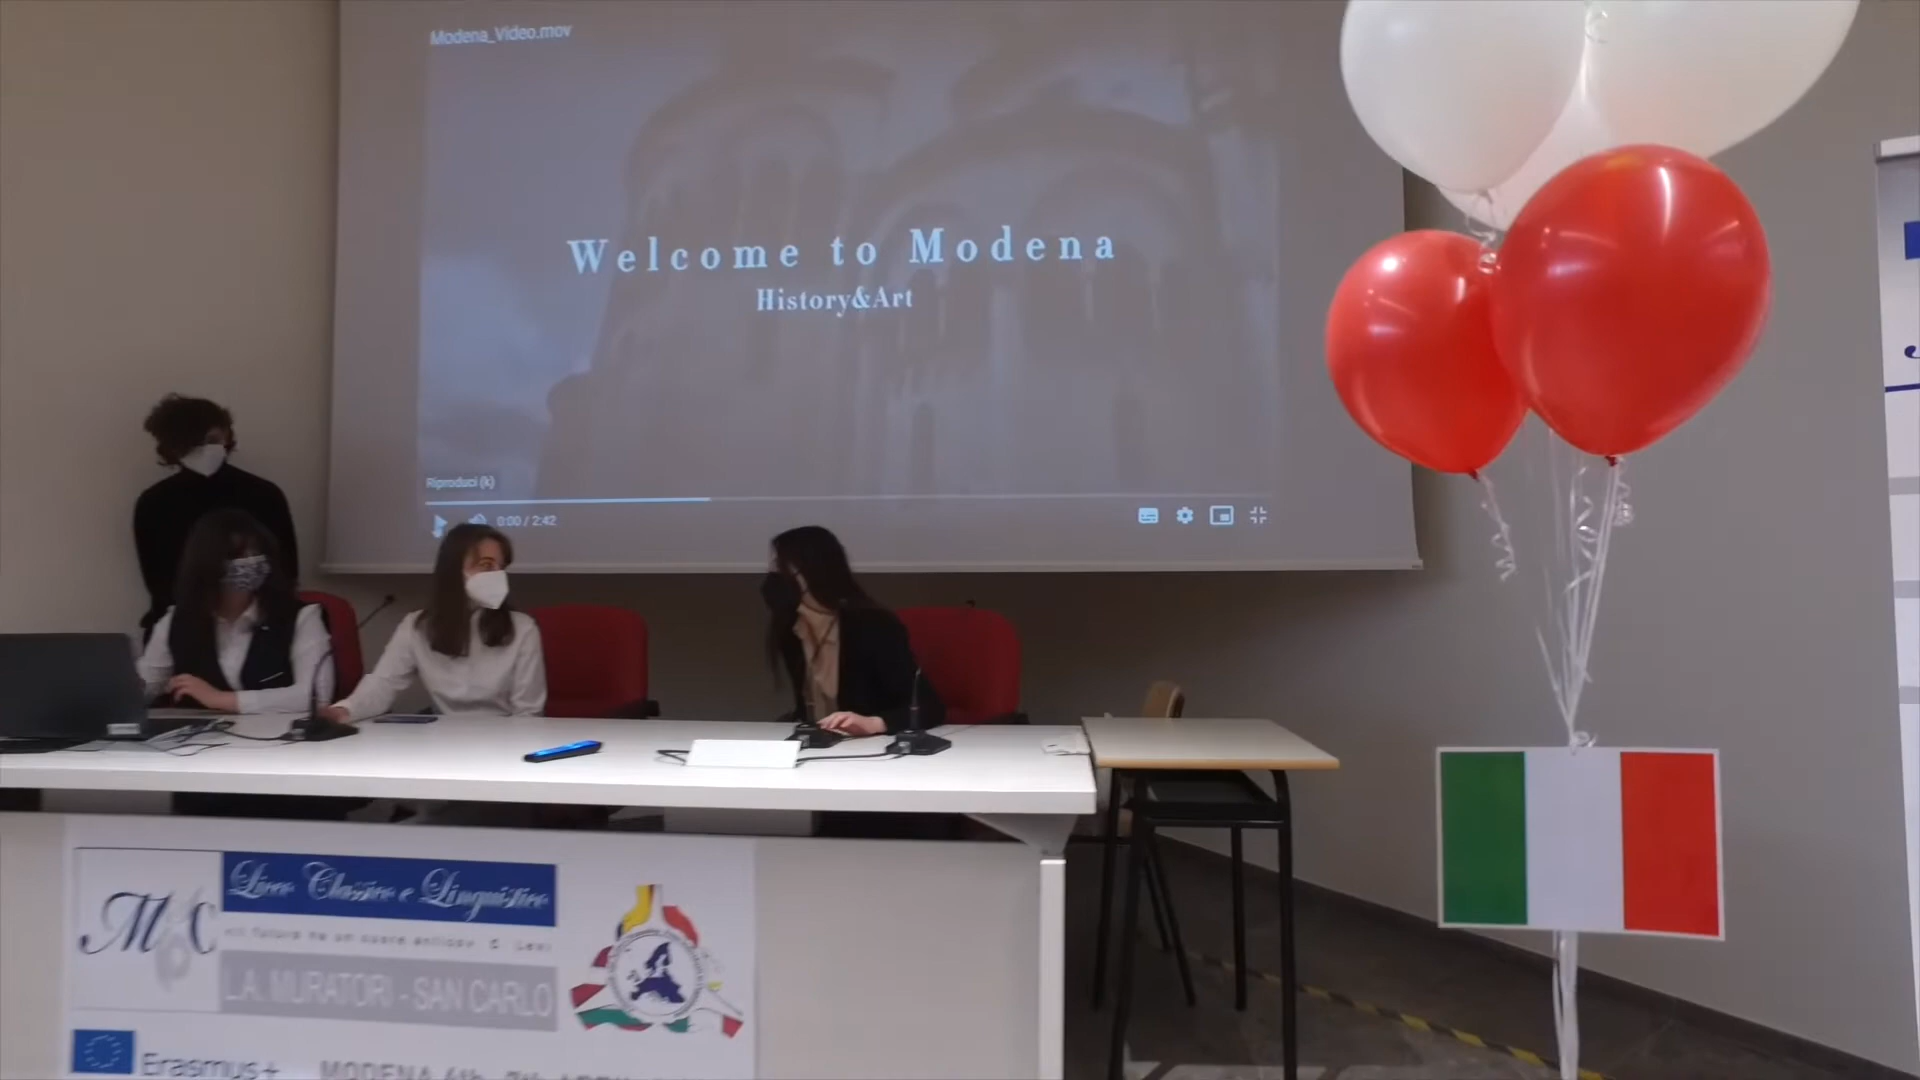 Modena_Video.mov
Welcome to Modena
History&Art
Riproduci (k)
0:00 / 2:42
Liceo Classico e Linguistico
M C
L.A. MURATORI - SAN CARLO
Erasmus+
MODENA 6th